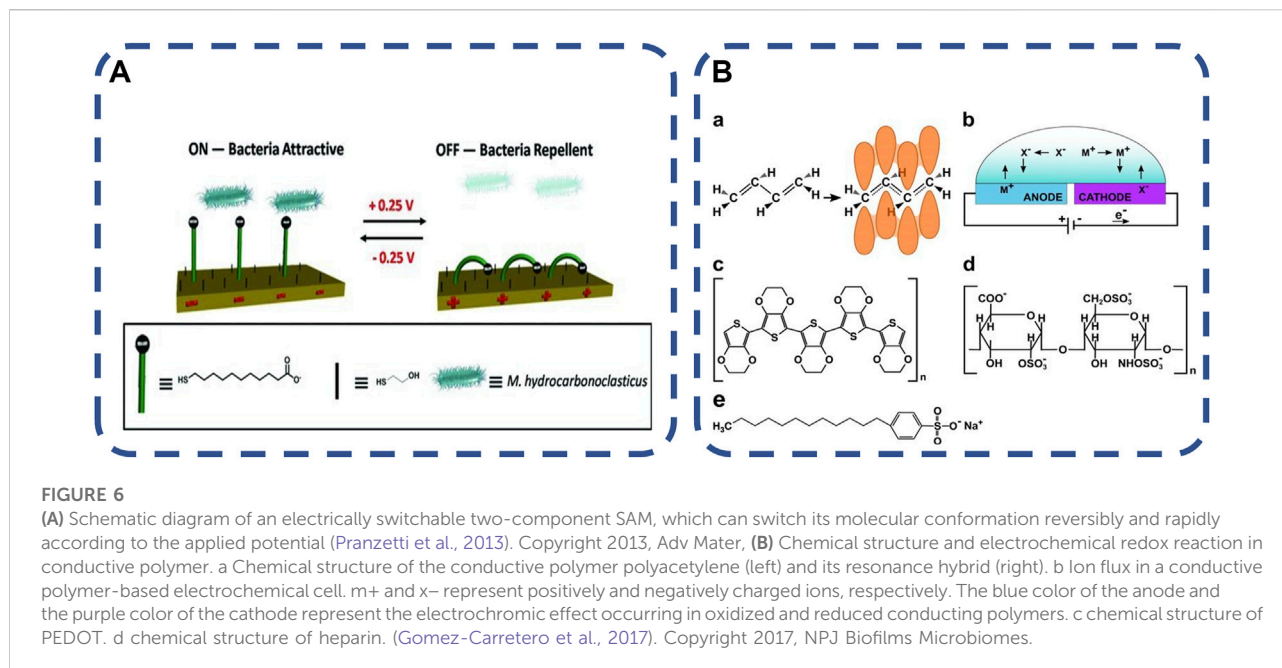 A
ON — Bacteria Attractive
OFF — Bacteria Repellent
+ 0.25 V
- 0.25 V
≡ HS O O-
≡ HS OH
≡ M. hydrocarbonoclasticus
B
a
H H H H H H
C C C C
b
X- ← X- M+ → M+
M+ X-
ANODE CATHODE
+ - e-
c
O O O O O O O O O O
S S S S S
n
d
COO- CH2OSO3-
H H O H H H O H
OH H OH H
O O O
H OSO3- H NHOSO3-
n
e
H3C O S O- Na+ O
FIGURE 6
(A) Schematic diagram of an electrically switchable two-component SAM, which can switch its molecular conformation reversibly and rapidly
according to the applied potential (Pranzetti et al., 2013). Copyright 2013, Adv Mater, (B) Chemical structure and electrochemical redox reaction in
conductive polymer. a Chemical structure of the conductive polymer polyacetylene (left) and its resonance hybrid (right). b Ion flux in a conductive
polymer-based electrochemical cell. m+ and x− represent positively and negatively charged ions, respectively. The blue color of the anode and
the purple color of the cathode represent the electrochromic effect occurring in oxidized and reduced conducting polymers. c chemical structure of
PEDOT. d chemical structure of heparin. (Gomez-Carretero et al., 2017). Copyright 2017, NPJ Biofilms Microbiomes.